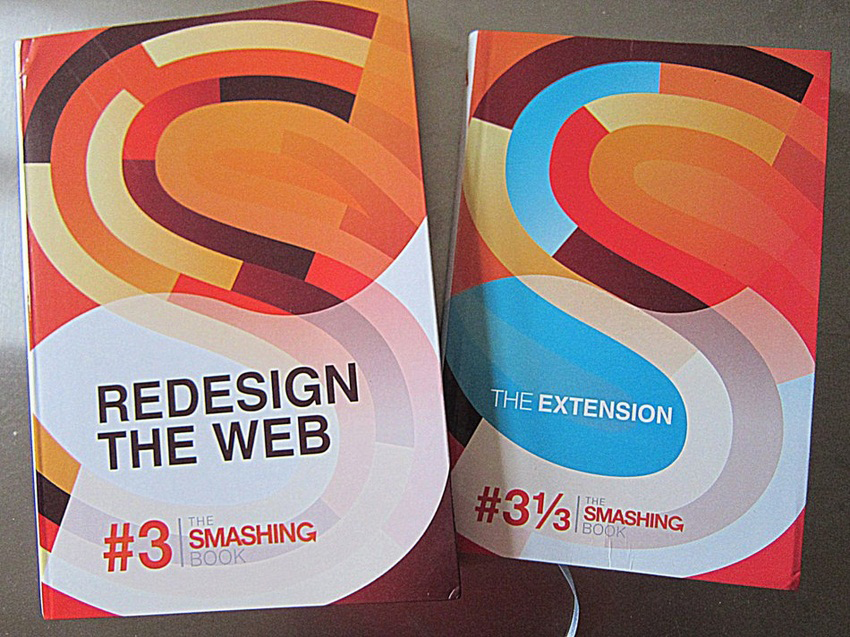 REDESIGN
THE WEB
#3
THE
SMASHING
BOOK
THE EXTENSION
#3⅓
THE
SMASHING
BOOK